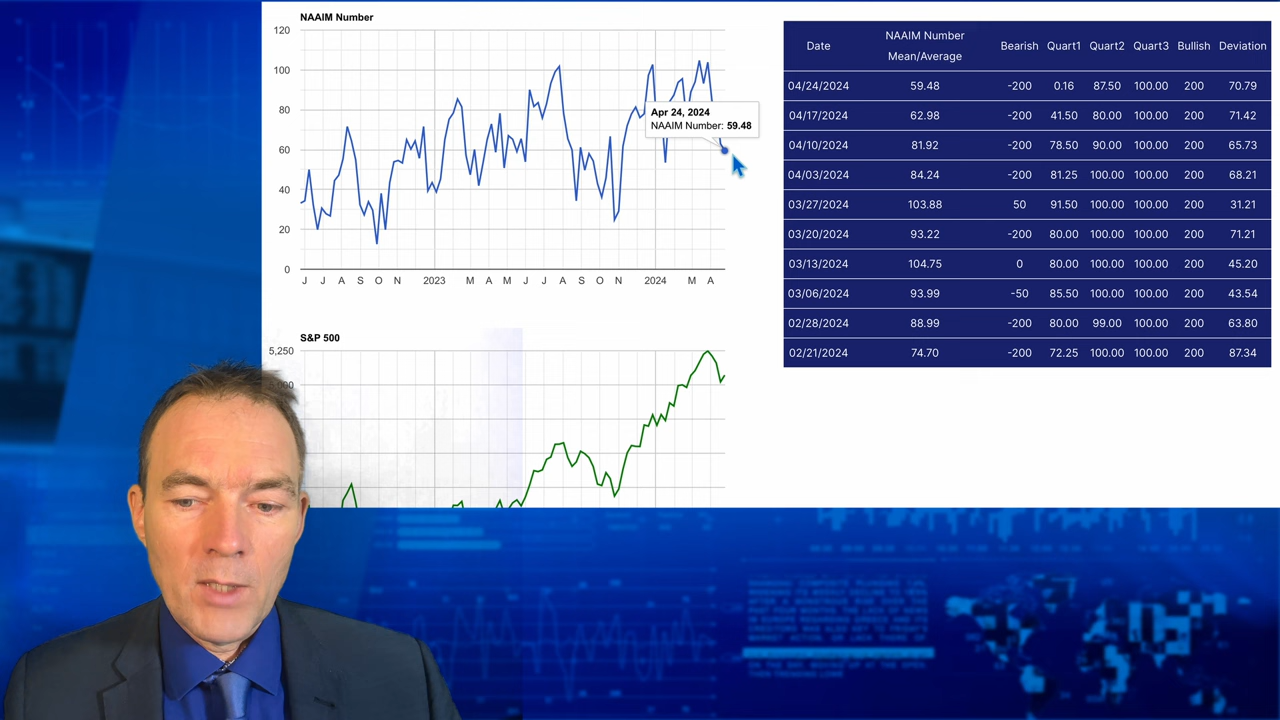 NAAIM Number
120
100
80
60
40
20
0
Apr 24, 2024
NAAIM Number: 59.48
J J A S O N 2023 M A M J J A S O N 2024 M A
S&P 500
5,250
Date NAAIM Number Mean/Average Bearish Quart1 Quart2 Quart3 Bullish Deviation
04/24/2024 59.48 -200 0.16 87.50 100.00 200 70.79
04/17/2024 62.98 -200 41.50 80.00 100.00 200 71.42
04/10/2024 81.92 -200 78.50 90.00 100.00 200 65.73
04/03/2024 84.24 -200 81.25 100.00 100.00 200 68.21
03/27/2024 103.88 50 91.50 100.00 100.00 200 31.21
03/20/2024 93.22 -200 80.00 100.00 100.00 200 71.21
03/13/2024 104.75 0 80.00 100.00 100.00 200 45.20
03/06/2024 93.99 -50 85.50 100.00 100.00 200 43.54
02/28/2024 88.99 -200 80.00 99.00 100.00 200 63.80
02/21/2024 74.70 -200 72.25 100.00 100.00 200 87.34